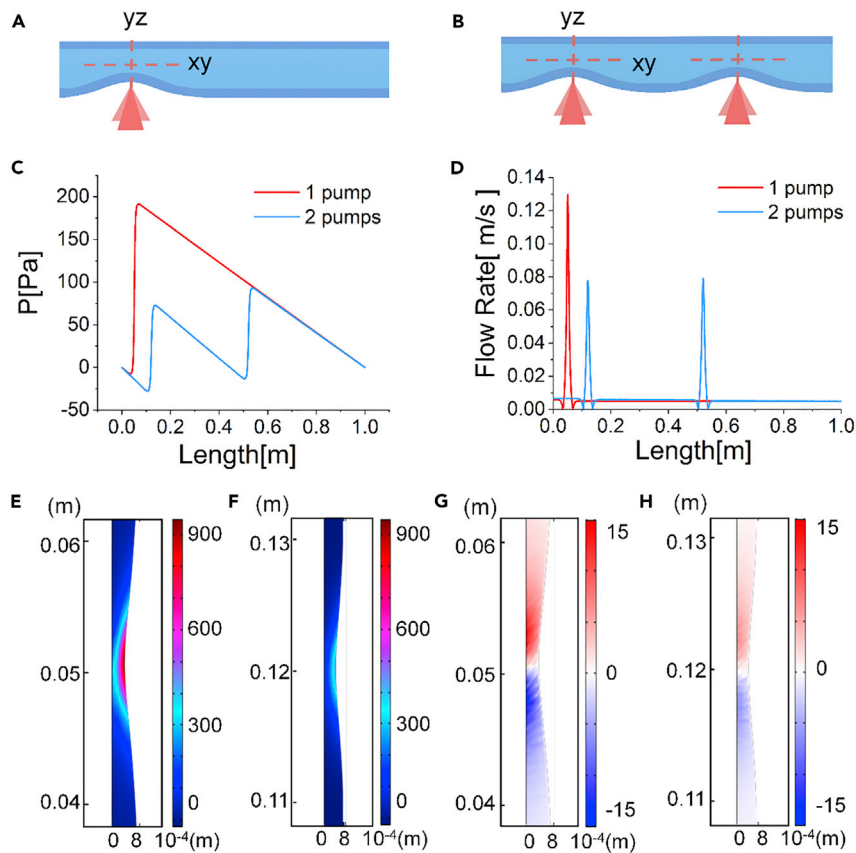 A
yz
xy
B
yz
xy
C
P[Pa]
200
150
100
50
0
-50
0.0 0.2 0.4 0.6 0.8 1.0
Length[m]
1 pump
2 pumps
D
Flow Rate[ m/s ]
0.14
0.12
0.10
0.08
0.06
0.04
0.02
0.00
0.0 0.2 0.4 0.6 0.8 1.0
Length[m]
1 pump
2 pumps
E
(m)
0.06
0.05
0.04
0 8 10-4(m)
900
600
300
0
F
(m)
0.13
0.12
0.11
0 8 10-4(m)
900
600
300
0
G
(m)
0.06
0.05
0.04
0 8 10-4(m)
15
0
-15
H
(m)
0.13
0.12
0.11
0 8 10-4(m)
15
0
-15